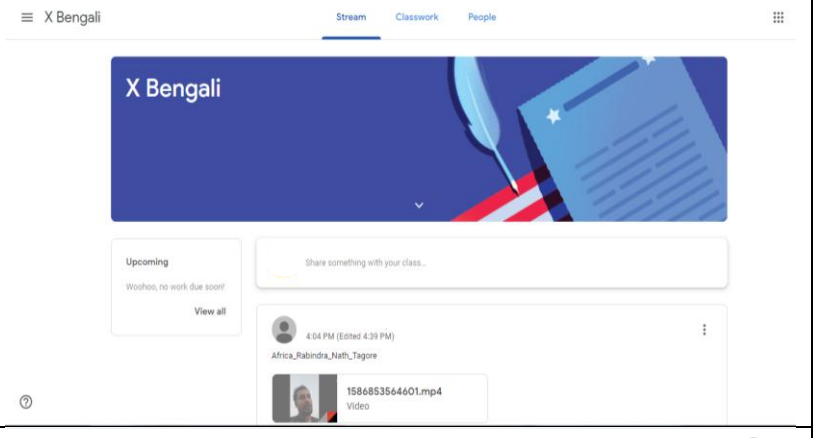 X Bengali
Stream Classwork People
X Bengali
Upcoming
Woohoo, no work due soon!
View all
Share something with your class...
4:04 PM (Edited 4:39 PM)
Africa_Rabindra_Nath_Tagore
1586853564601.mp4
Video